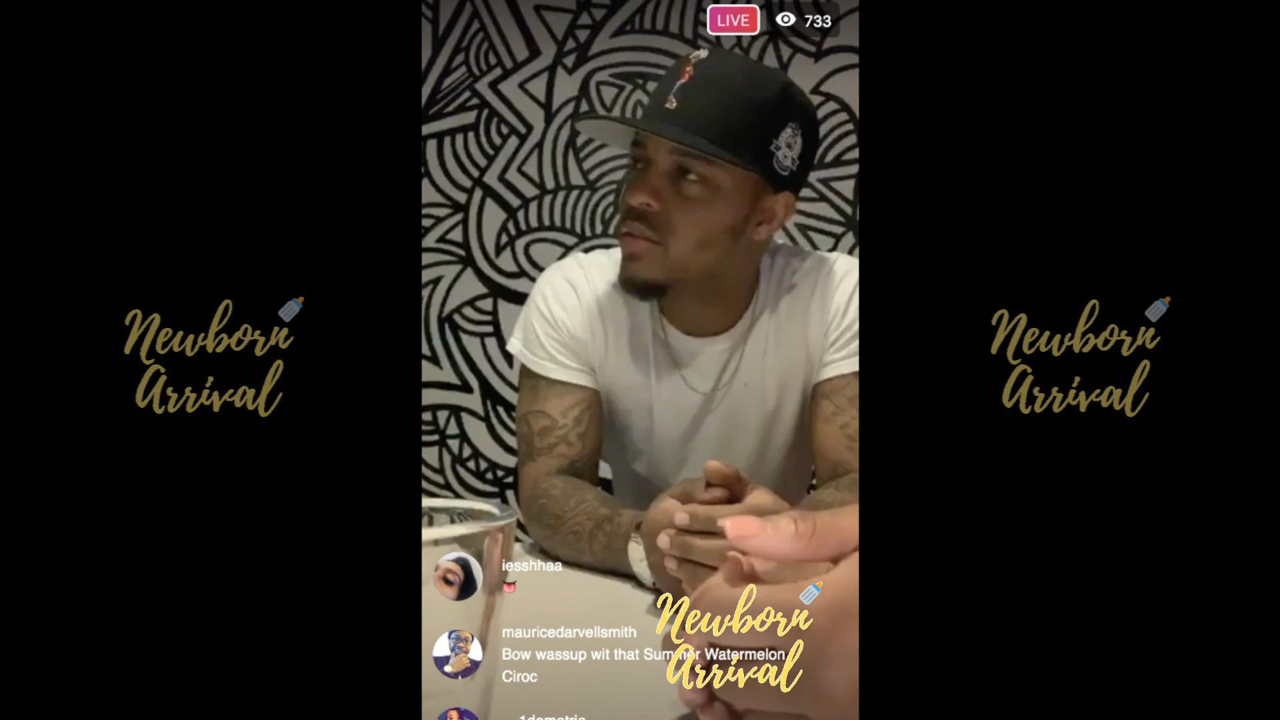 LIVE 733
Newborn
Arrival
Newborn
Arrival
iesshhaa
mauricedarvellsmith
Bow wassup wit that Summer Watermelon
Ciroc
Newborn
Arrival